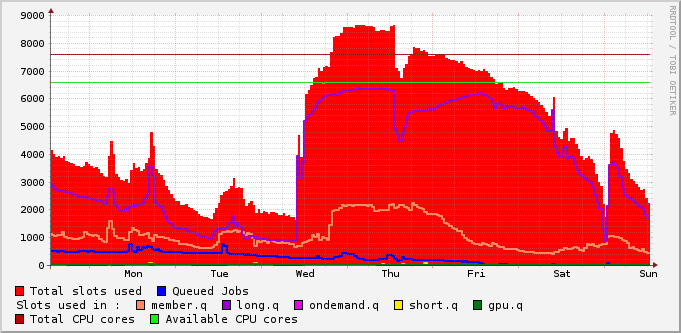 RRDTOOL / TOBI OETIKER
9000
8000
7000
6000
5000
4000
3000
2000
1000
0
Mon Tue Wed Thu Fri Sat Sun
Total slots used Queued Jobs
Slots used in : member.q long.q ondemand.q short.q gpu.q
Total CPU cores Available CPU cores